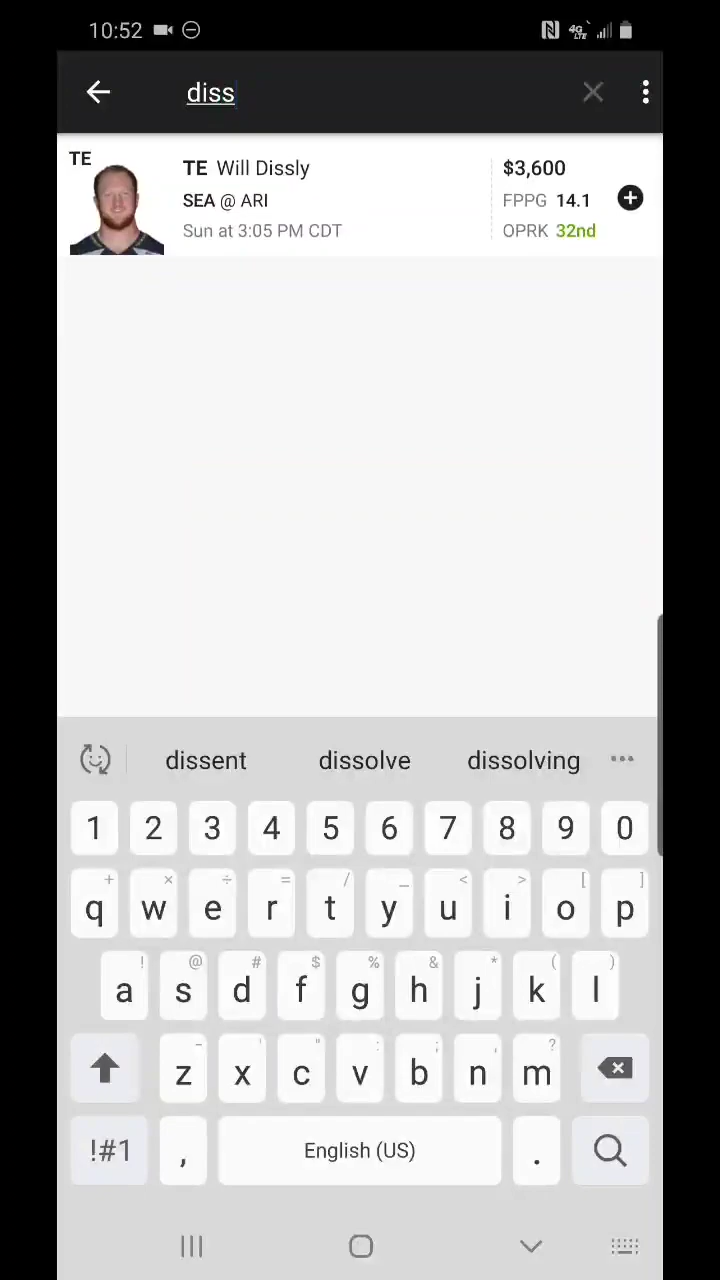 10:52
4G LTE
diss
TE
TE Will Dissly
SEA @ ARI
Sun at 3:05 PM CDT
$3,600
FPPG 14.1
OPRK 32nd
dissent dissolve dissolving
1 2 3 4 5 6 7 8 9 0
+ × ÷ = / _ < > [ ]
q w e r t y u i o p
! @ # $ % & * ( )
a s d f g h j k l
- ' " : ; , ?
z x c v b n m
!#1 , English (US) .